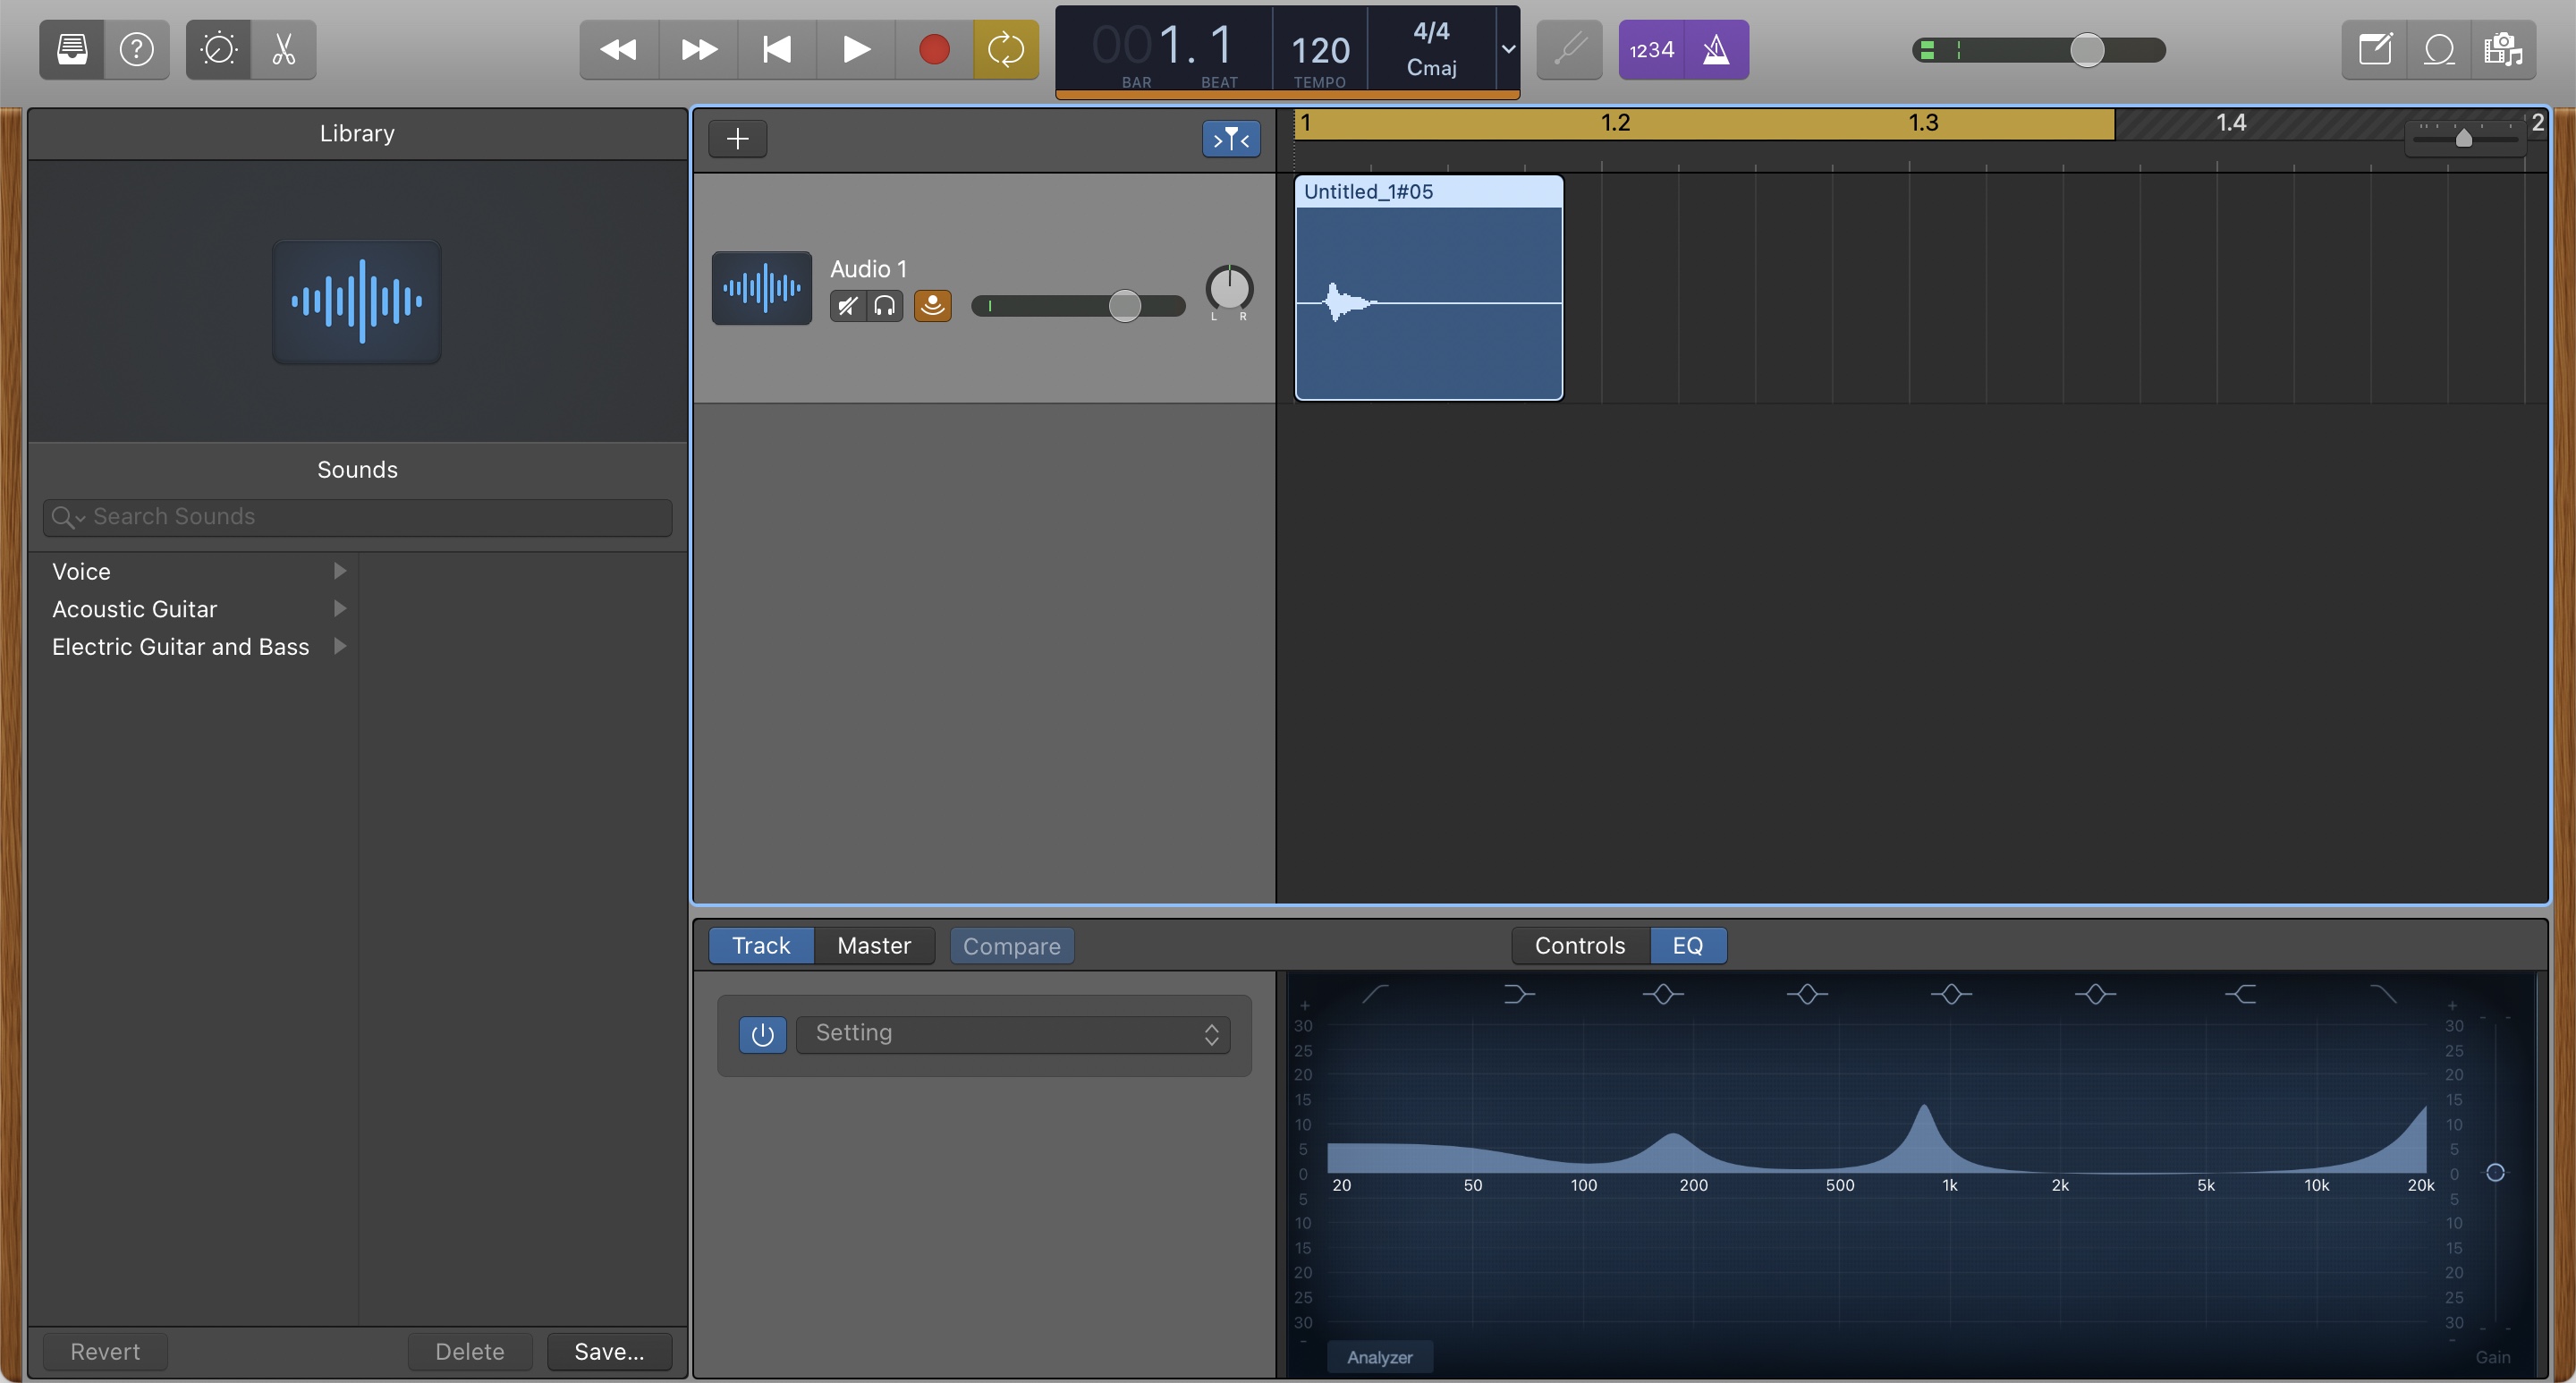 001. 1
BAR BEAT
120
TEMPO
4/4
Cmaj
1234
Library
Sounds
Search Sounds
Voice
Acoustic Guitar
Electric Guitar and Bass
Revert
Delete
Save...
1 1.2 1.3 1.4 2
Audio 1
L R
Untitled_1#05
Track
Master
Compare
Controls
EQ
Setting
+ +
30 30
25 25
20 20
15 15
10 10
5 5
0 0
20 50 100 200 500 1k 2k 5k 10k 20k
5 5
10 10
15 15
20 20
25 25
30 30
- -
Analyzer
Gain